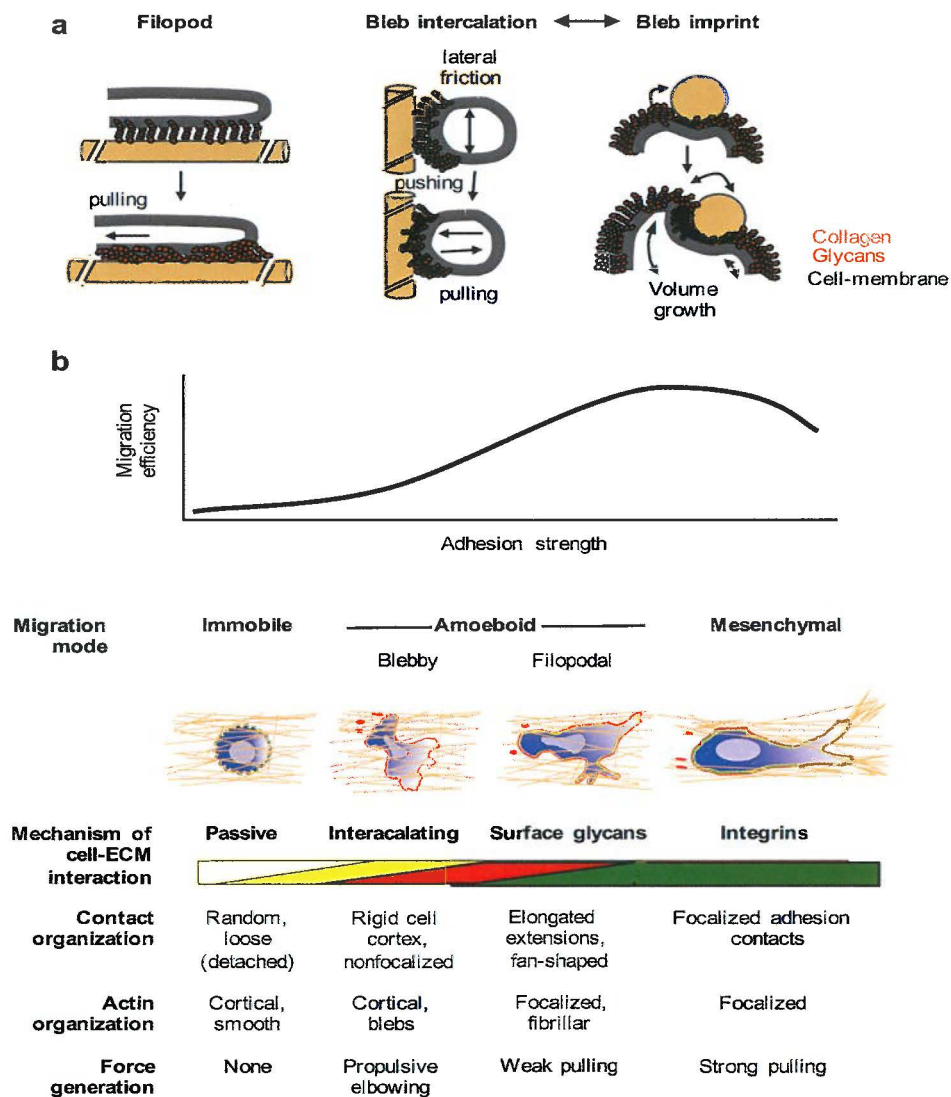 a
Filopod
Bleb intercalation
Bleb imprint
lateral
friction
pulling
pushing
pulling
Volume
growth
Collagen
Glycans
Cell-membrane
b
Migration
efficiency
Adhesion strength
Migration
mode
Immobile
Amoeboid
Mesenchymal
Blebby
Filopodal
Mechanism of
cell-ECM
interaction
Passive
Interacalating
Surface glycans
Integrins
Contact
organization
Random,
loose
(detached)
Rigid cell
cortex,
nonfocalized
Elongated
extensions,
fan-shaped
Focalized adhesion
contacts
Actin
organization
Cortical,
smooth
Cortical,
blebs
Focalized,
fibrillar
Focalized
Force
generation
None
Propulsive
elbowing
Weak pulling
Strong pulling